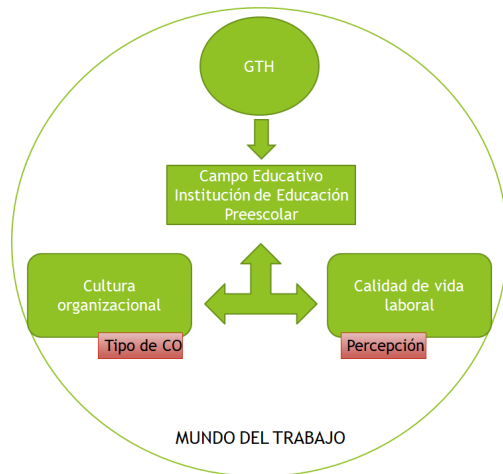 GTH
Campo Educativo
Institución de Educación
Preescolar
Cultura
organizacional
Calidad de vida
laboral
Tipo de CO
Percepción
MUNDO DEL TRABAJO